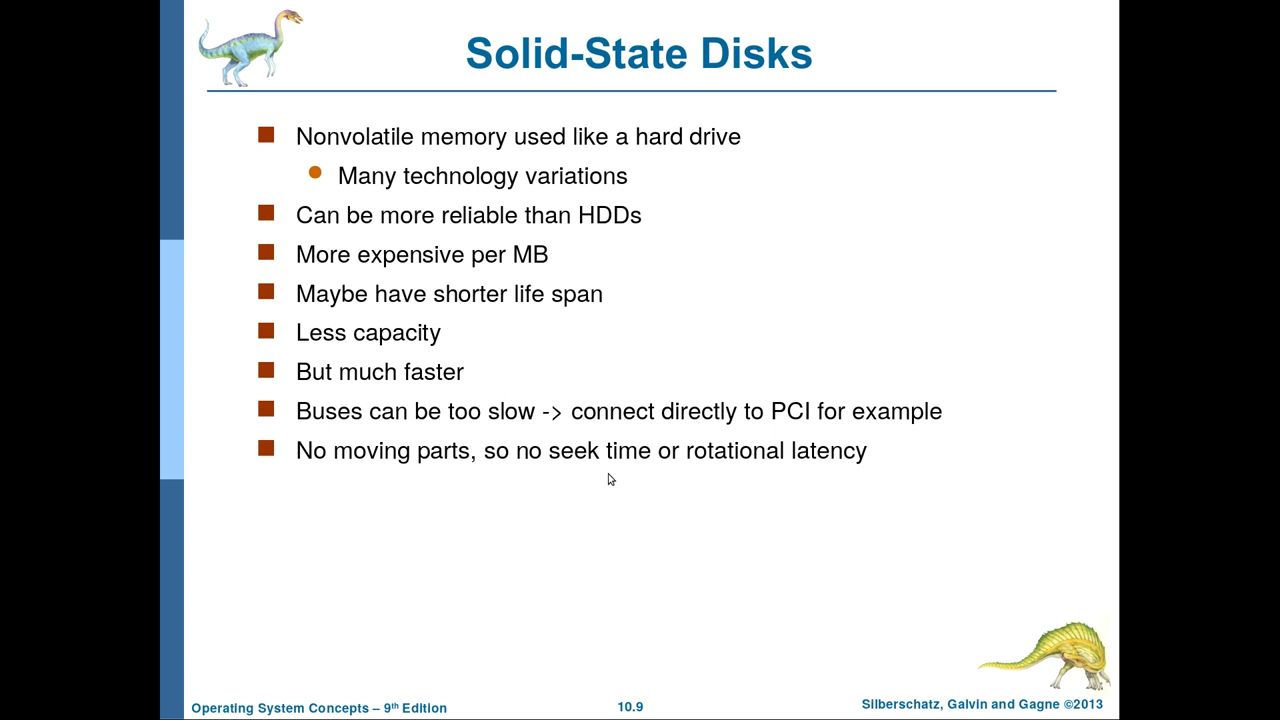 Solid-State Disks
Nonvolatile memory used like a hard drive
Many technology variations
Can be more reliable than HDDs
More expensive per MB
Maybe have shorter life span
Less capacity
But much faster
Buses can be too slow -> connect directly to PCI for example
No moving parts, so no seek time or rotational latency
Operating System Concepts – 9th Edition
10.9
Silberschatz, Galvin and Gagne ©2013